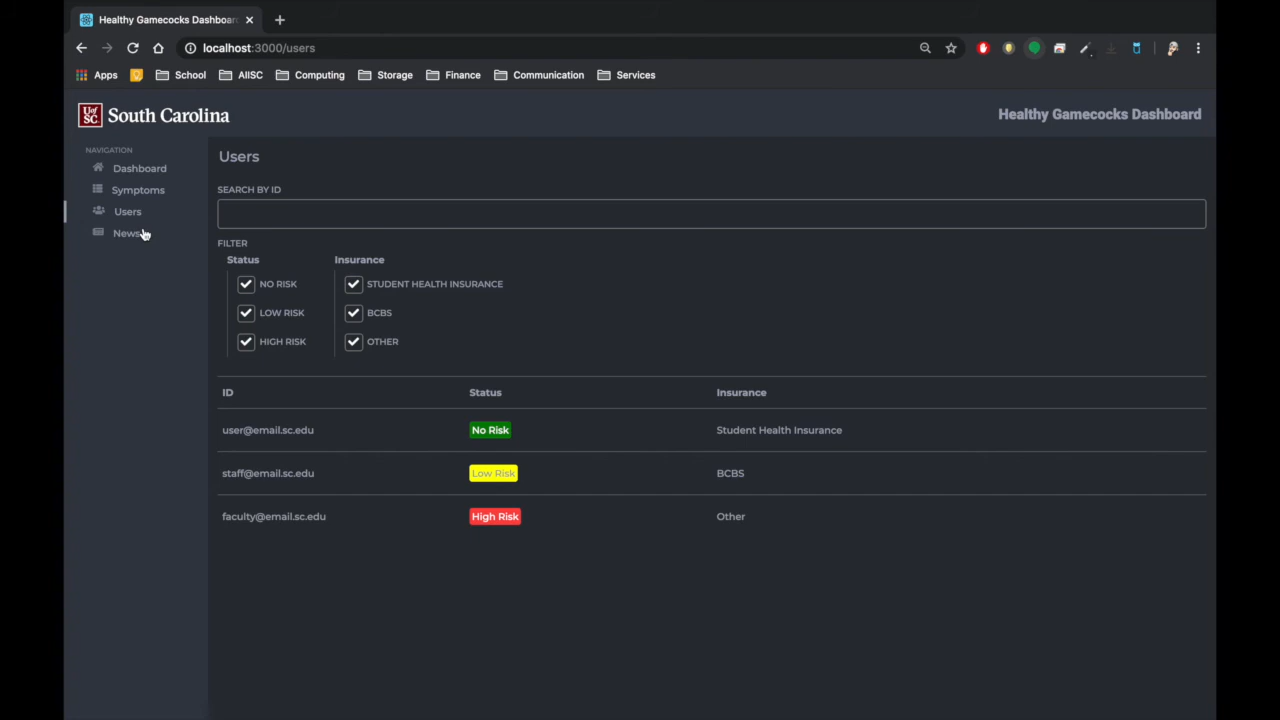 Healthy Gamecocks Dashboar
localhost:3000/users
Apps School AIISC Computing Storage Finance Communication Services
UofSC South Carolina Healthy Gamecocks Dashboard
NAVIGATION
Dashboard
Symptoms
Users
News
Users
SEARCH BY ID
FILTER
Status Insurance
NO RISK STUDENT HEALTH INSURANCE
LOW RISK BCBS
HIGH RISK OTHER
ID Status Insurance
user@email.sc.edu No Risk Student Health Insurance
staff@email.sc.edu Low Risk BCBS
faculty@email.sc.edu High Risk Other